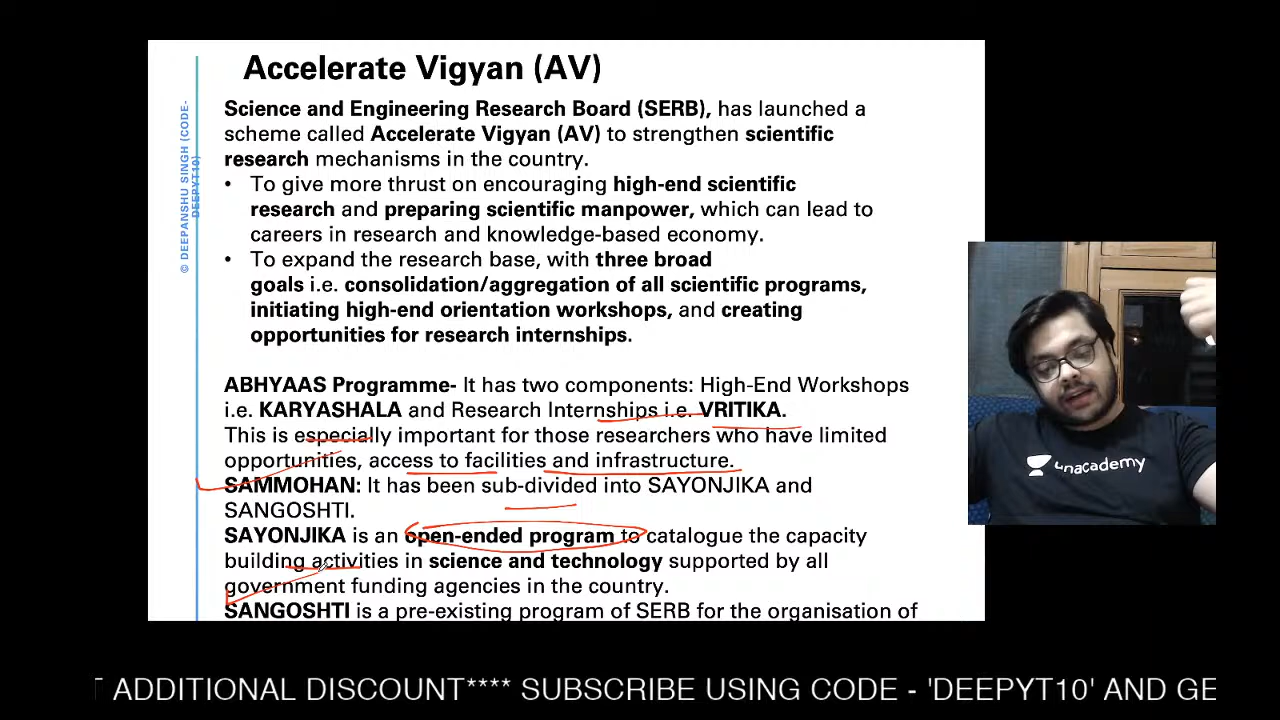 Accelerate Vigyan (AV)
© DEEPANSHU SINGH (CODE-
DEEPYT10)
Science and Engineering Research Board (SERB), has launched a
scheme called Accelerate Vigyan (AV) to strengthen scientific
research mechanisms in the country.
• To give more thrust on encouraging high-end scientific
research and preparing scientific manpower, which can lead to
careers in research and knowledge-based economy.
• To expand the research base, with three broad
goals i.e. consolidation/aggregation of all scientific programs,
initiating high-end orientation workshops, and creating
opportunities for research internships.
ABHYAAS Programme- It has two components: High-End Workshops
i.e. KARYASHALA and Research Internships i.e. VRITIKA.
This is especially important for those researchers who have limited
opportunities, access to facilities and infrastructure.
SAMMOHAN: It has been sub-divided into SAYONJIKA and
SANGOSHTI.
SAYONJIKA is an open-ended program to catalogue the capacity
building activities in science and technology supported by all
government funding agencies in the country.
SANGOSHTI is a pre-existing program of SERB for the organisation of
unacademy
ADDITIONAL DISCOUNT**** SUBSCRIBE USING CODE - 'DEEPYT10' AND GE